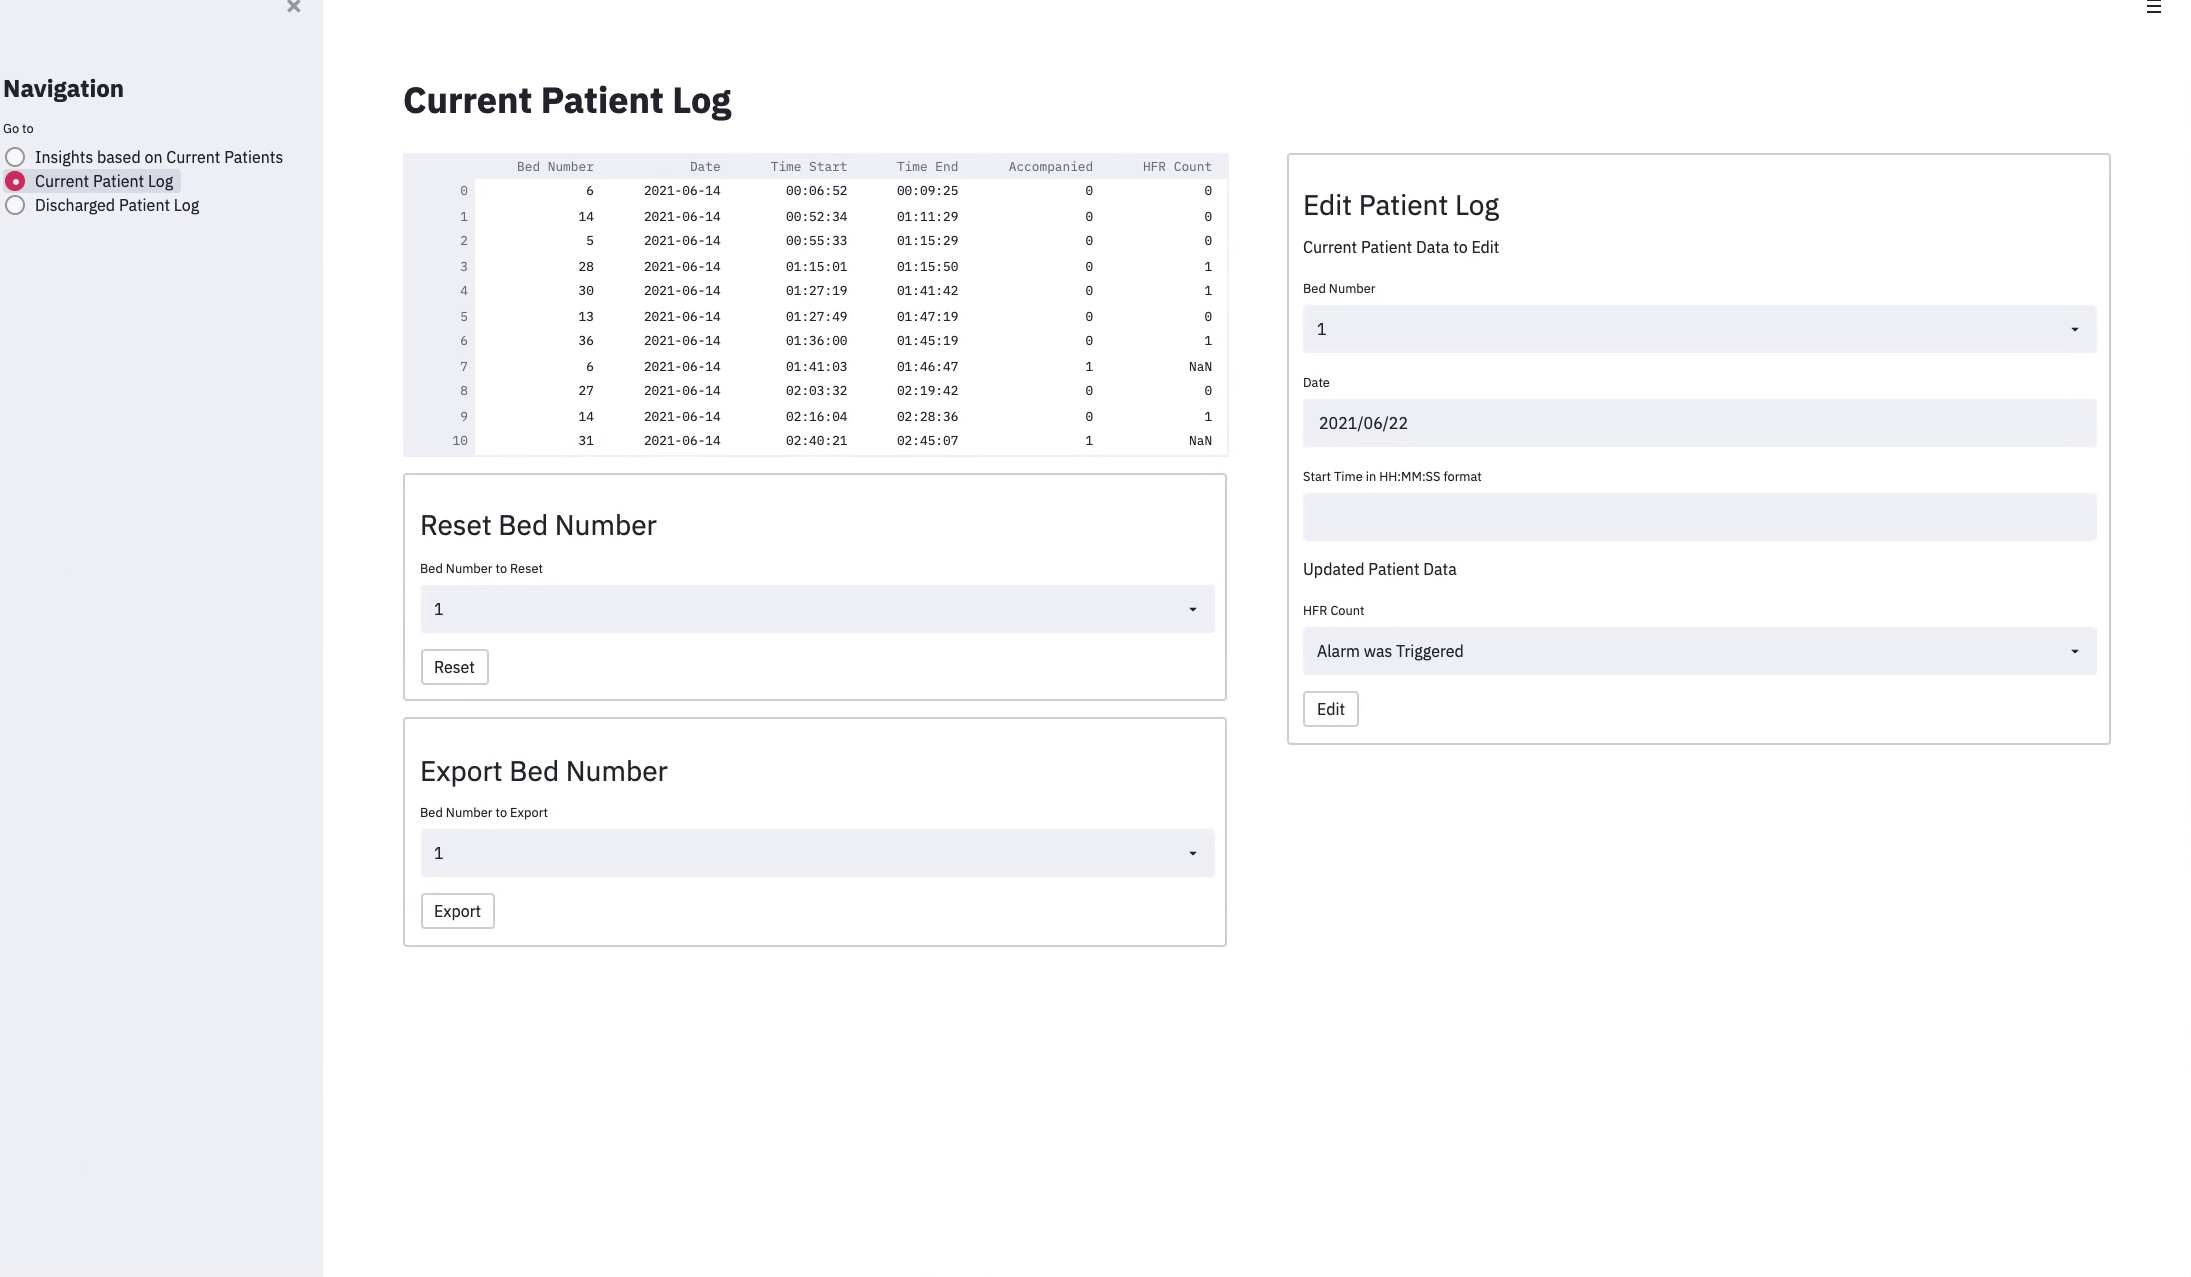 Navigation
Go to
Insights based on Current Patients
Current Patient Log
Discharged Patient Log
Current Patient Log
Bed Number Date Time Start Time End Accompanied HFR Count
0 6 2021-06-14 00:06:52 00:09:25 0 0
1 14 2021-06-14 00:52:34 01:11:29 0 0
2 5 2021-06-14 00:55:33 01:15:29 0 0
3 28 2021-06-14 01:15:01 01:15:50 0 1
4 30 2021-06-14 01:27:19 01:41:42 0 1
5 13 2021-06-14 01:27:49 01:47:19 0 0
6 36 2021-06-14 01:36:00 01:45:19 0 1
7 6 2021-06-14 01:41:03 01:46:47 1 NaN
8 27 2021-06-14 02:03:32 02:19:42 0 0
9 14 2021-06-14 02:16:04 02:28:36 0 1
10 31 2021-06-14 02:40:21 02:45:07 1 NaN
Reset Bed Number
Bed Number to Reset
1
Reset
Export Bed Number
Bed Number to Export
1
Export
Edit Patient Log
Current Patient Data to Edit
Bed Number
1
Date
2021/06/22
Start Time in HH:MM:SS format
Updated Patient Data
HFR Count
Alarm was Triggered
Edit